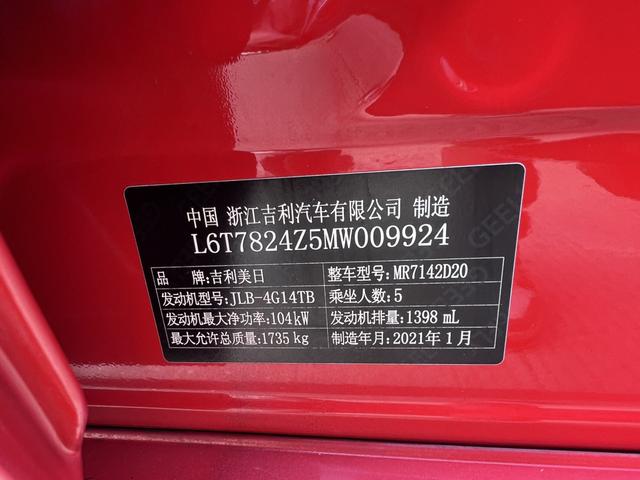 中国 浙江吉利汽车有限公司 制造
L6T7824Z5MW009924
品 牌:吉利美日 整车型号:MR7142D20
发动机型号:JLB-4G14TB 乘坐人数:5
发动机最大净功率:104kW 发动机排量:1398 mL
最大允许总质量:1735 kg 制造年月:2021年1月